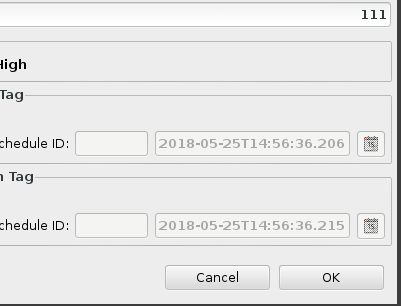 111
High
Tag
chedule ID: 2018-05-25T14:56:36.206
n Tag
chedule ID: 2018-05-25T14:56:36.215
Cancel OK